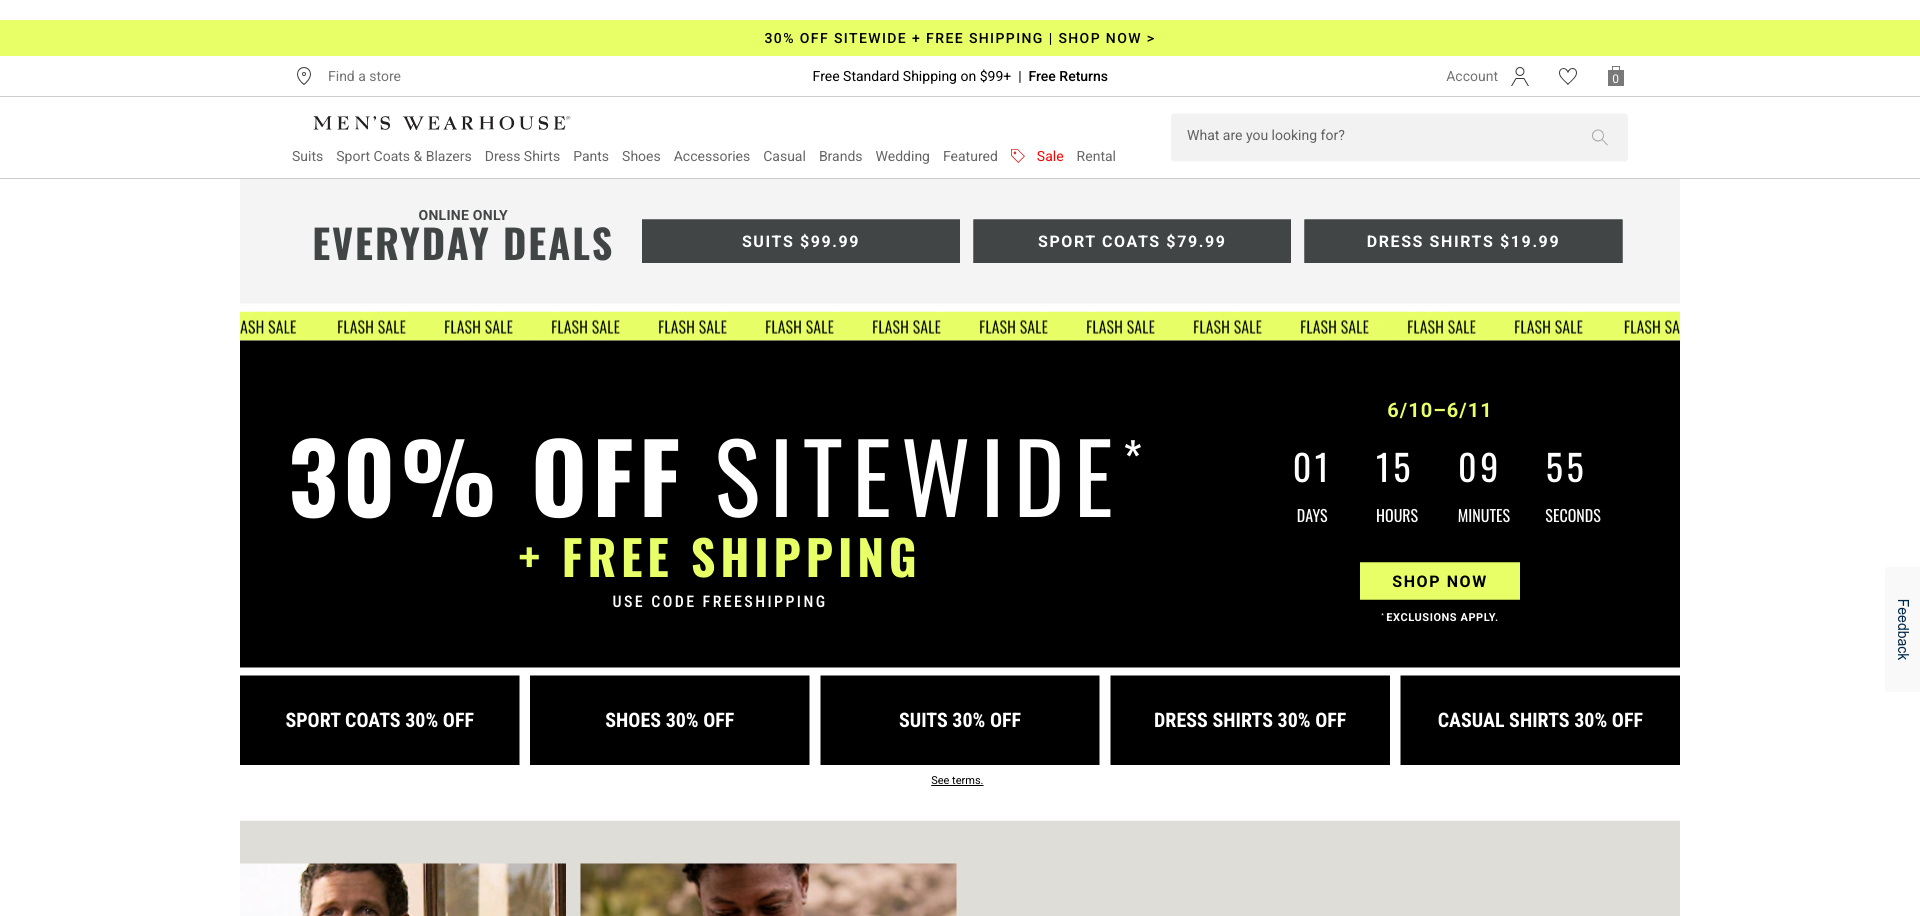 30% OFF SITEWIDE + FREE SHIPPING | SHOP NOW >
Find a store
Free Standard Shipping on $99+ | Free Returns
Account
0
MEN'S WEARHOUSE®
What are you looking for?
Suits Sport Coats & Blazers Dress Shirts Pants Shoes Accessories Casual Brands Wedding Featured Sale Rental
ONLINE ONLY
EVERYDAY DEALS
SUITS $99.99
SPORT COATS $79.99
DRESS SHIRTS $19.99
ASH SALE FLASH SALE FLASH SALE FLASH SALE FLASH SALE FLASH SALE FLASH SALE FLASH SALE FLASH SALE FLASH SALE FLASH SALE FLASH SALE FLASH SALE FLASH SA
30% OFF SITEWIDE*
+ FREE SHIPPING
USE CODE FREESHIPPING
6/10–6/11
01 15 09 55
DAYS HOURS MINUTES SECONDS
SHOP NOW
*EXCLUSIONS APPLY.
Feedback
SPORT COATS 30% OFF
SHOES 30% OFF
SUITS 30% OFF
DRESS SHIRTS 30% OFF
CASUAL SHIRTS 30% OFF
See terms.